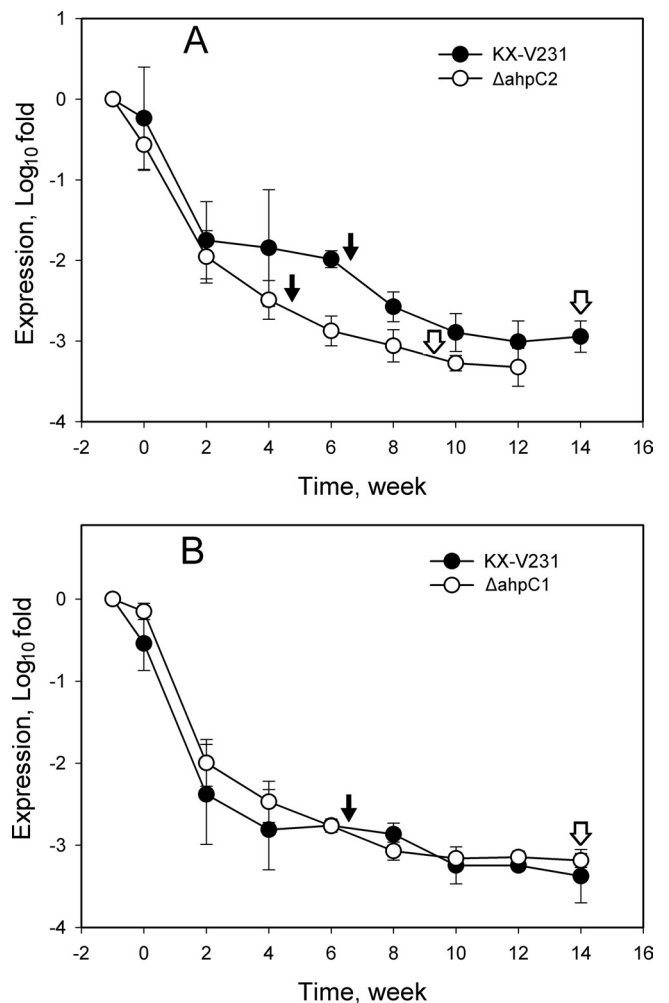 A
KX-V231
ΔahpC2
Expression, Log10 fold
1
0
-1
-2
-3
-4
-2 0 2 4 6 8 10 12 14 16
Time, week
B
KX-V231
ΔahpC1
Expression, Log10 fold
0
-1
-2
-3
-4
-2 0 2 4 6 8 10 12 14 16
Time, week